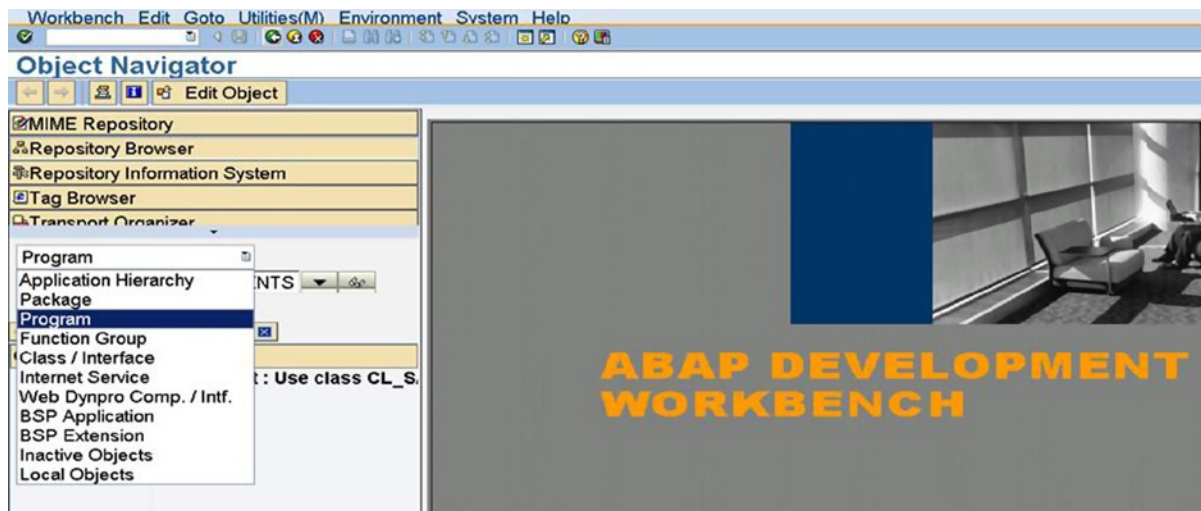 Workbench Edit Goto Utilities(M) Environment System Help
Object Navigator
Edit Object
MIME Repository
Repository Browser
Repository Information System
Tag Browser
Transport Organizer
Program
Application Hierarchy
NTS
Package
Program
Function Group
Class / Interface
Internet Service
t : Use class CL_S
Web Dynpro Comp. / Intf.
BSP Application
BSP Extension
Inactive Objects
Local Objects
ABAP DEVELOPMENT
WORKBENCH